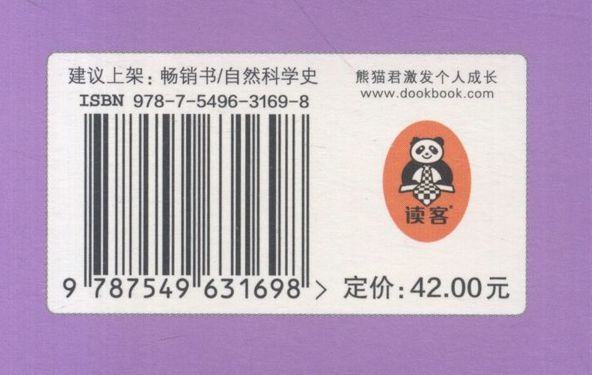 建议上架：畅销书/自然科学史
ISBN 978-7-5496-3169-8
9 787549 631698 >
熊猫君激发个人成长
www.dookbook.com
读客®
定价：42.00元